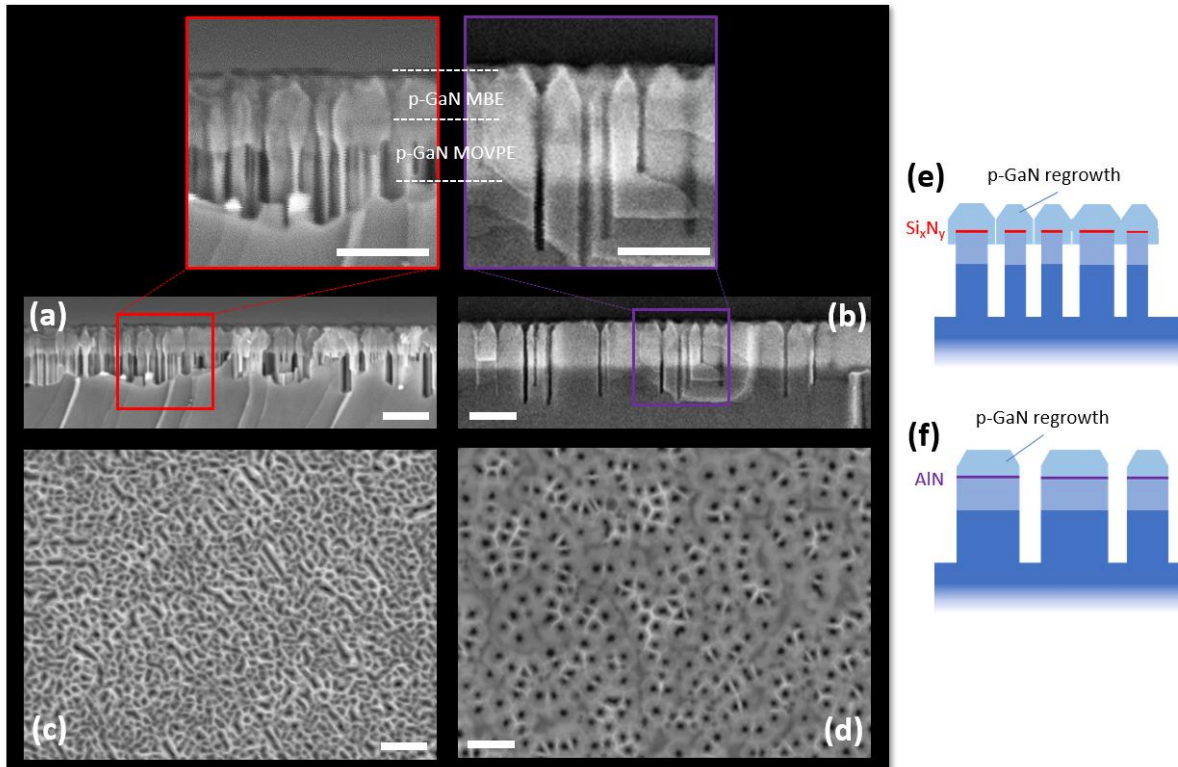 p-GaN MBE
p-GaN MOVPE
(a)
(b)
(c)
(d)
(e)
p-GaN regrowth
SixNy
(f)
p-GaN regrowth
AlN